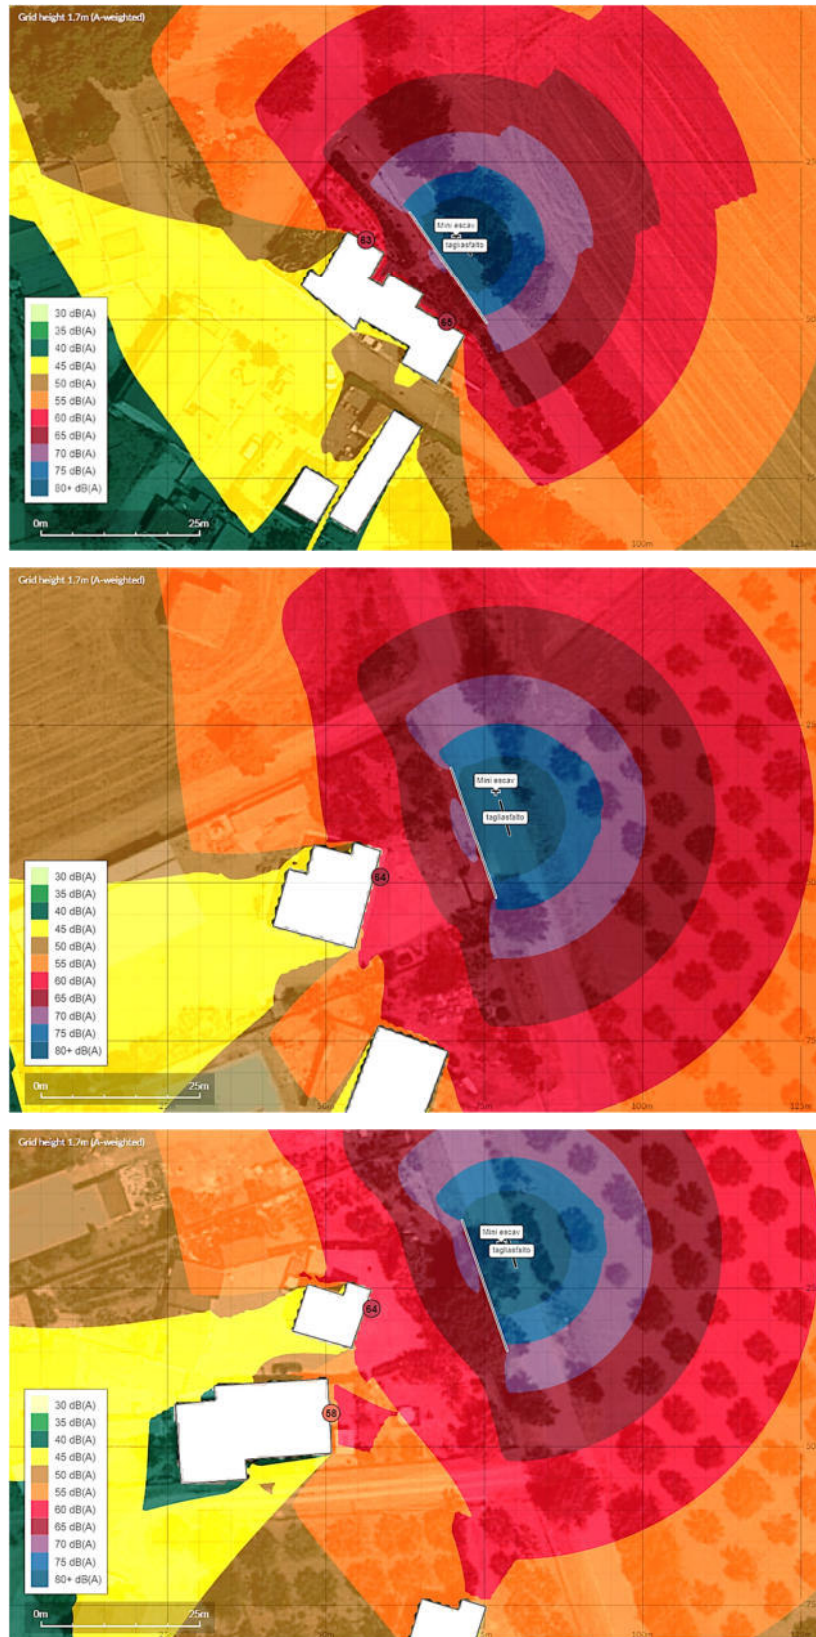 Grid height 1.7m (A-weighted)
Mini escav
tagliasfalto
63
65
30 dB(A)
35 dB(A)
40 dB(A)
45 dB(A)
50 dB(A)
55 dB(A)
60 dB(A)
65 dB(A)
70 dB(A)
75 dB(A)
80+ dB(A)
0m 25m
100m
Grid height 1.7m (A-weighted)
Mini escav
tagliasfalto
64
30 dB(A)
35 dB(A)
40 dB(A)
45 dB(A)
50 dB(A)
55 dB(A)
60 dB(A)
65 dB(A)
70 dB(A)
75 dB(A)
80+ dB(A)
0m 25m
100m
Grid height 1.7m (A-weighted)
Mini escav
tagliasfalto
64
58
30 dB(A)
35 dB(A)
40 dB(A)
45 dB(A)
50 dB(A)
55 dB(A)
60 dB(A)
65 dB(A)
70 dB(A)
75 dB(A)
80+ dB(A)
0m 25m
100m